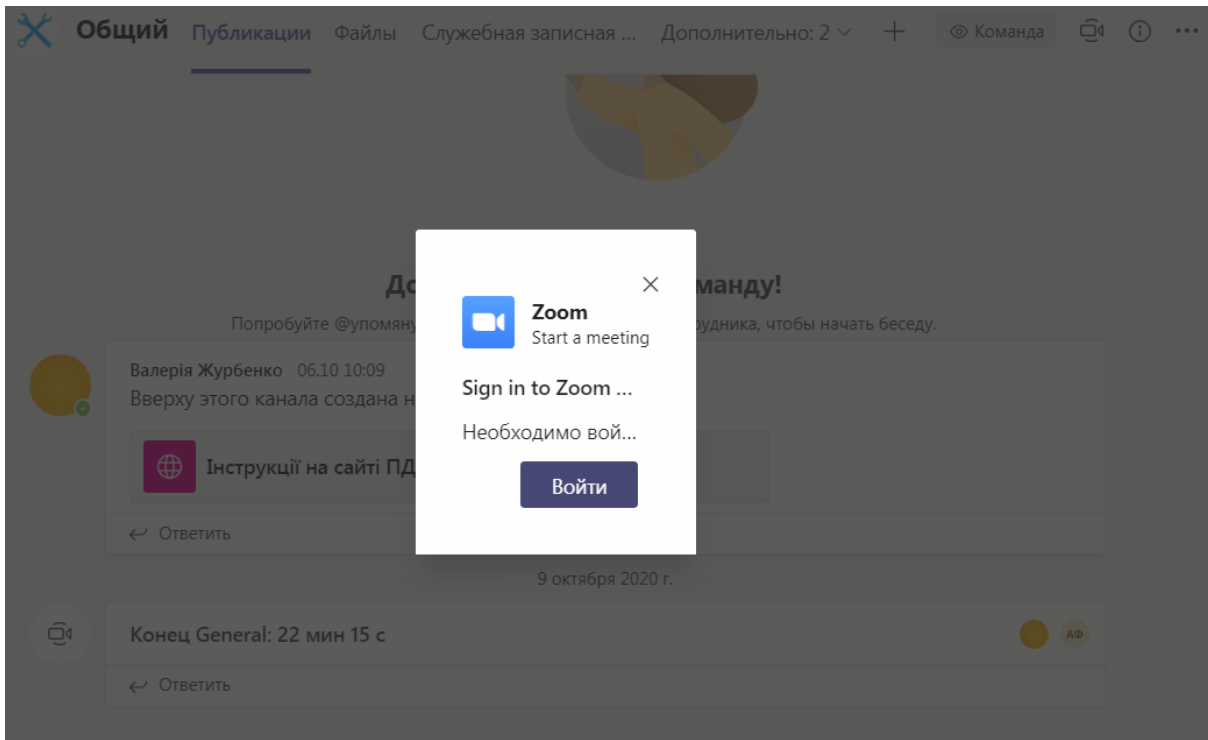 Общий Публикации Файлы Служебная записная ... Дополнительно: 2 Команда
До манду!
Попробуйте @упомяну рудника, чтобы начать беседу.
Zoom
Start a meeting
Sign in to Zoom ...
Необходимо вой...
Войти
Валерія Журбенко 06.10 10:09
Вверху этого канала создана н
Інструкції на сайті ПД
Ответить
9 октября 2020 г.
Конец General: 22 мин 15 с
АФ
Ответить